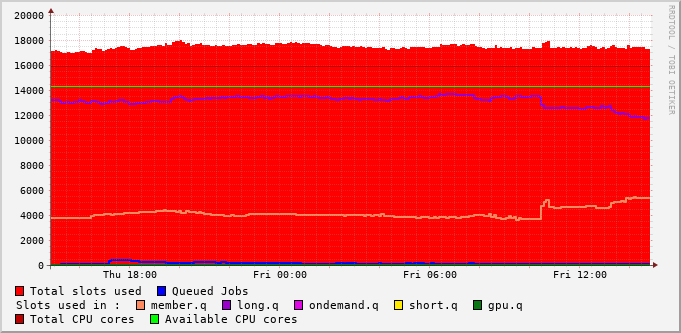 20000
18000
16000
14000
12000
10000
8000
6000
4000
2000
0
Thu 18:00 Fri 00:00 Fri 06:00 Fri 12:00
RRDTOOL / TOBI OETIKER
Total slots used Queued Jobs
Slots used in : member.q long.q ondemand.q short.q gpu.q
Total CPU cores Available CPU cores